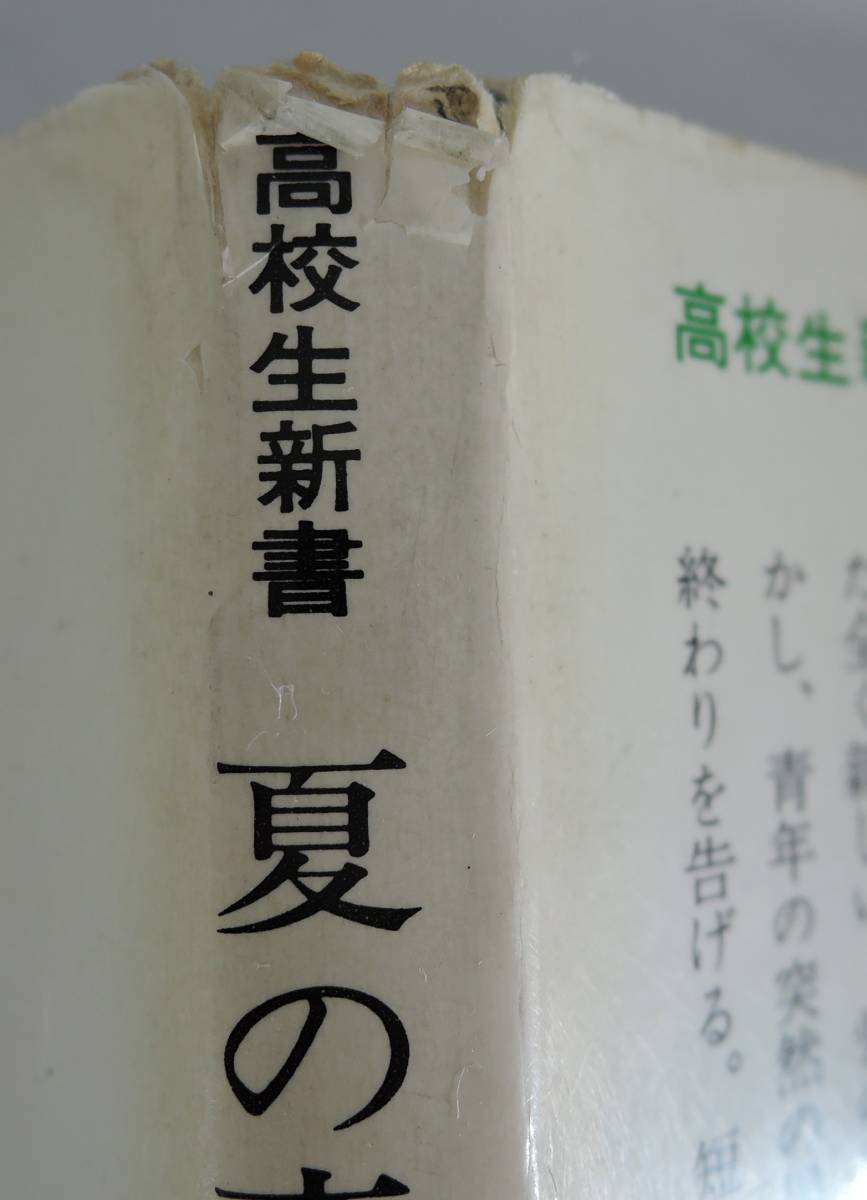 高校生新書
夏の
高校生
かし、青年の突然の
終わりを告げる。短